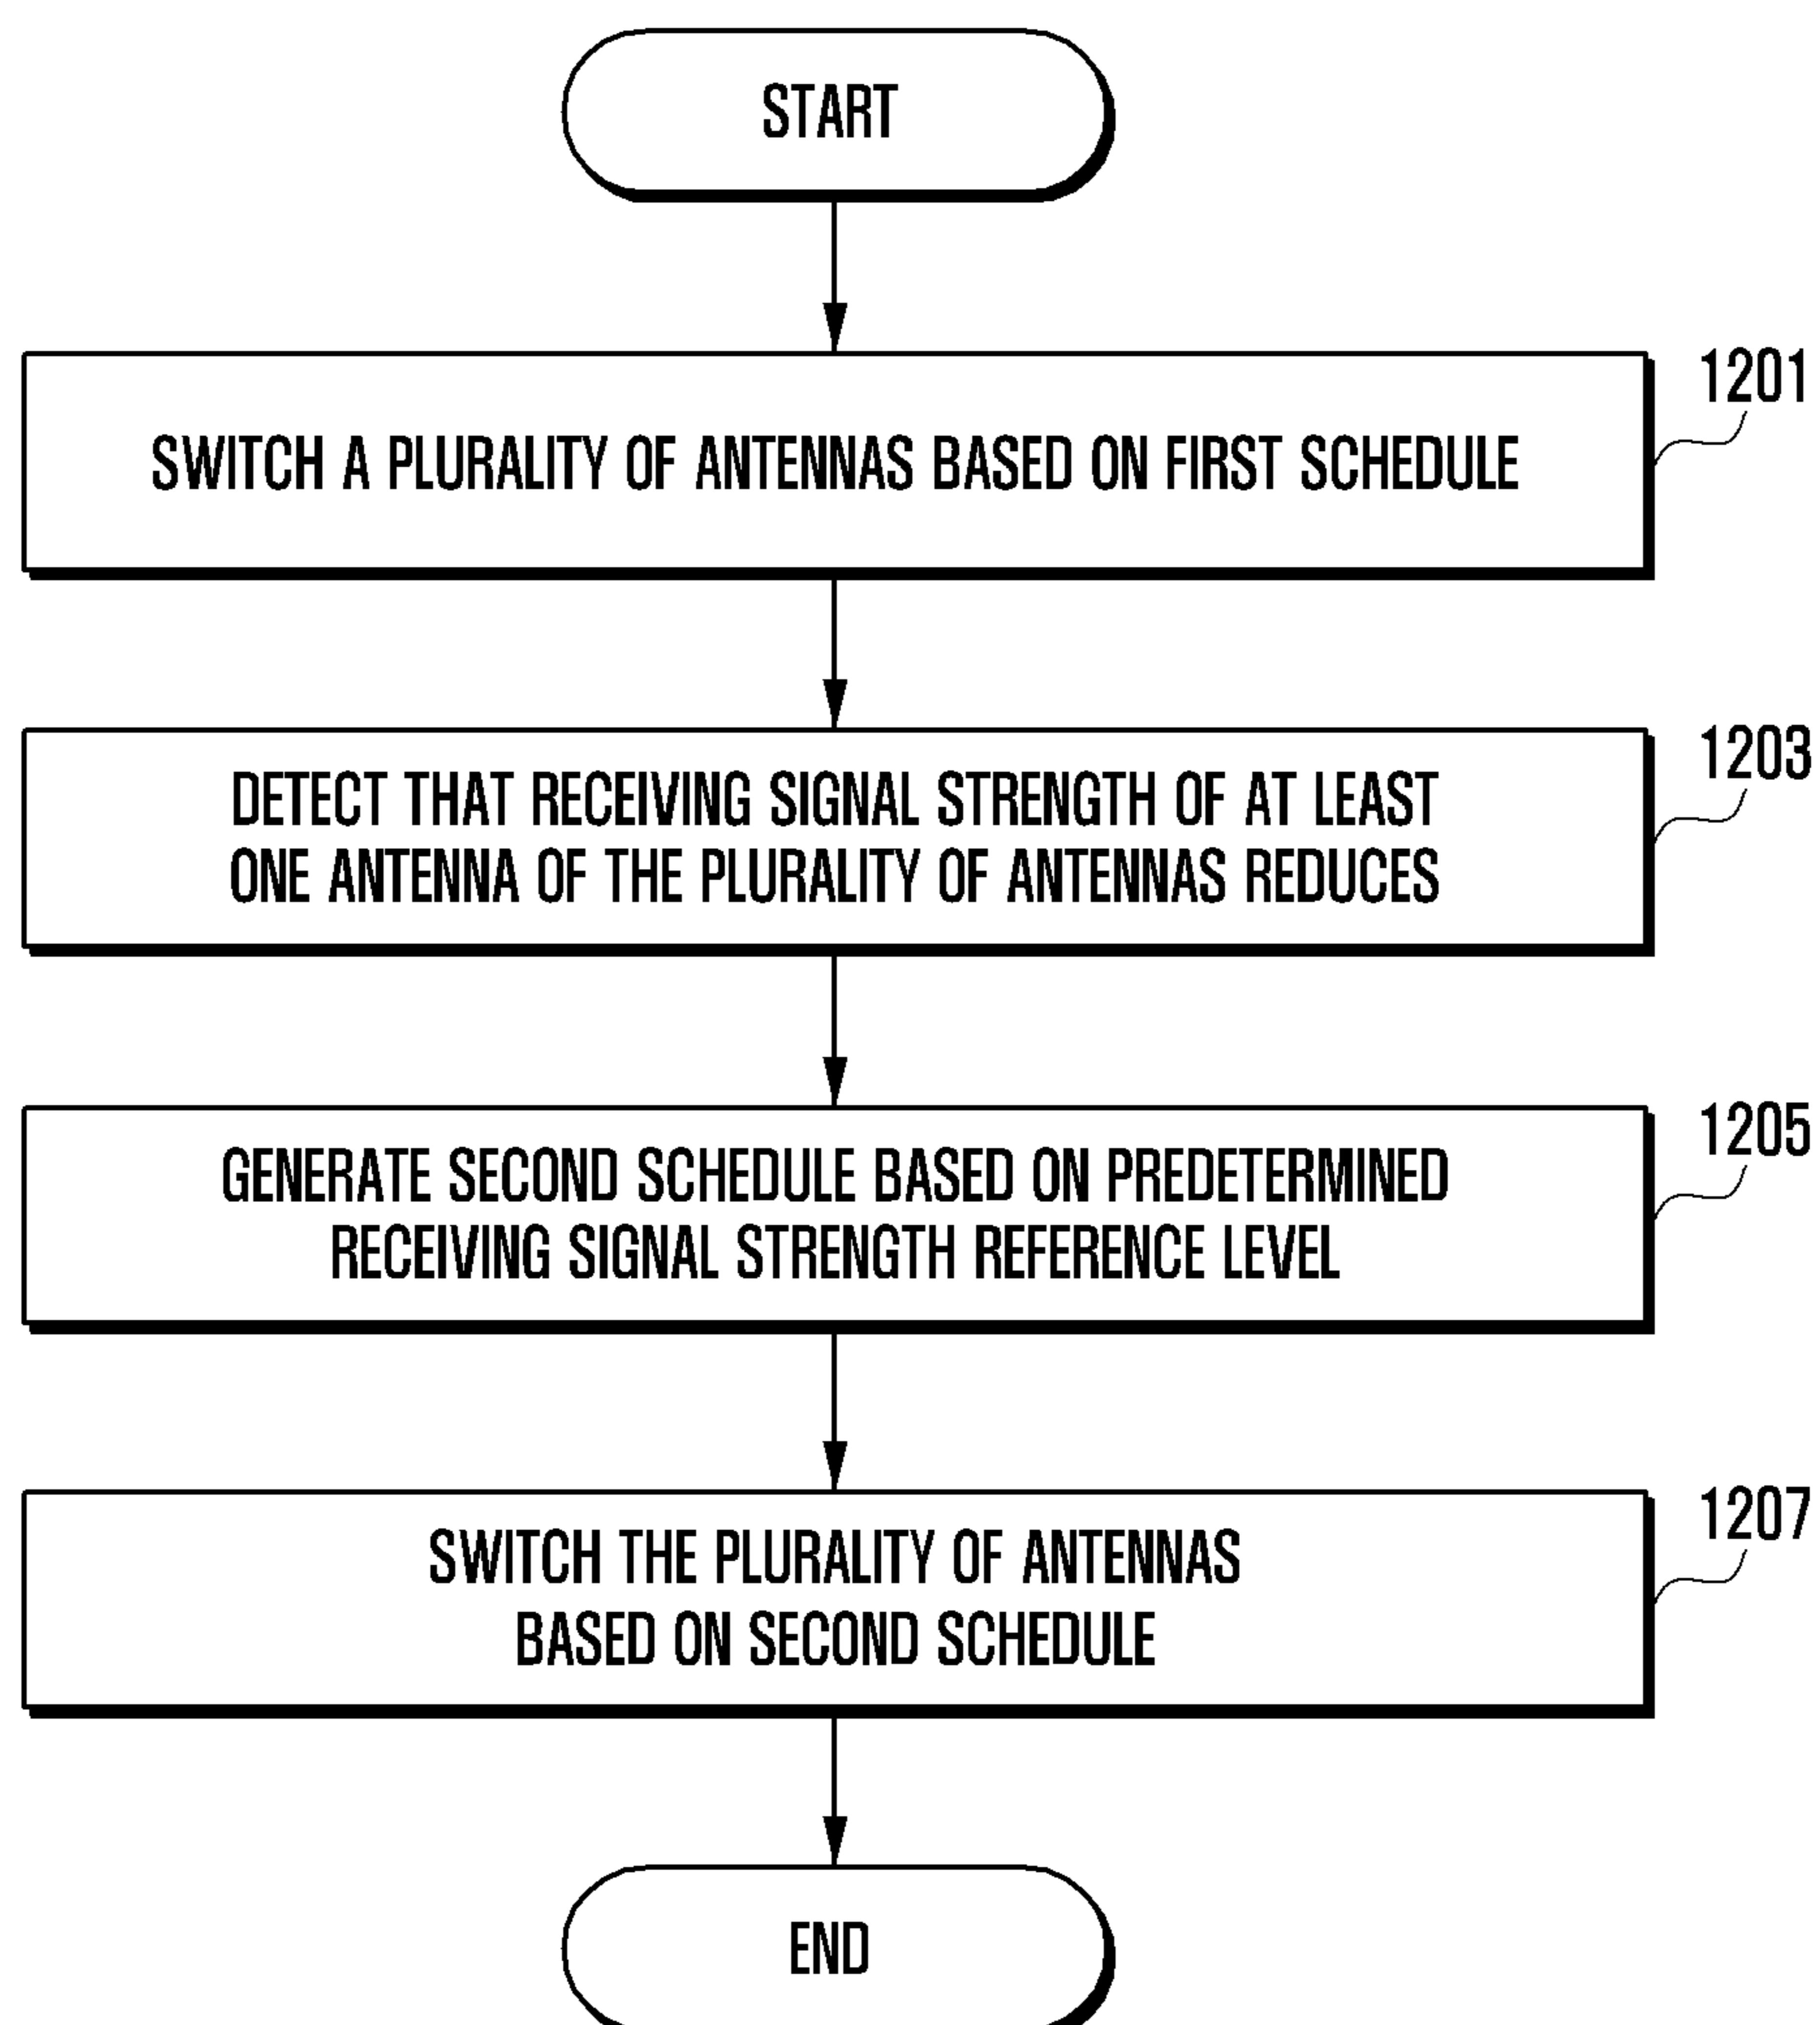 START
1201
SWITCH A PLURALITY OF ANTENNAS BASED ON FIRST SCHEDULE
1203
DETECT THAT RECEIVING SIGNAL STRENGTH OF AT LEAST
ONE ANTENNA OF THE PLURALITY OF ANTENNAS REDUCES
1205
GENERATE SECOND SCHEDULE BASED ON PREDETERMINED
RECEIVING SIGNAL STRENGTH REFERENCE LEVEL
1207
SWITCH THE PLURALITY OF ANTENNAS
BASED ON SECOND SCHEDULE
END